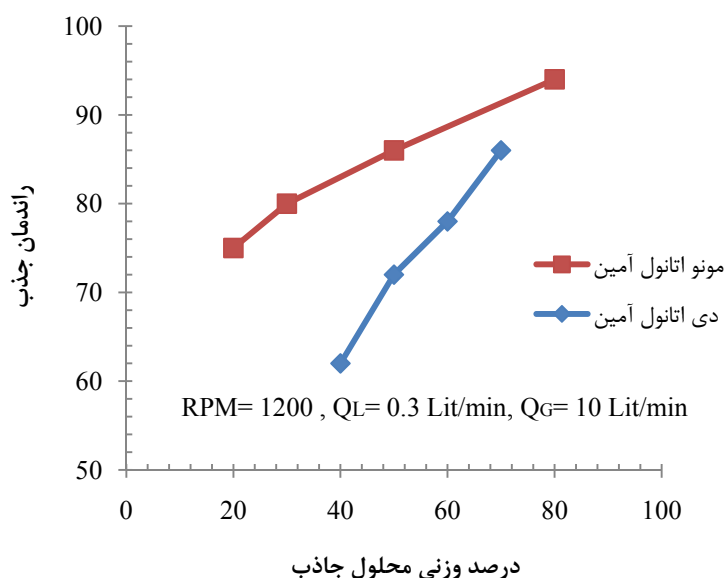 100
90
80
70
60
50
راندمان جذب
مونو اتانول آمین
دی اتانول آمین
RPM= 1200 , QL= 0.3 Lit/min, QG= 10 Lit/min
0 20 40 60 80 100
درصد وزنی محلول جاذب